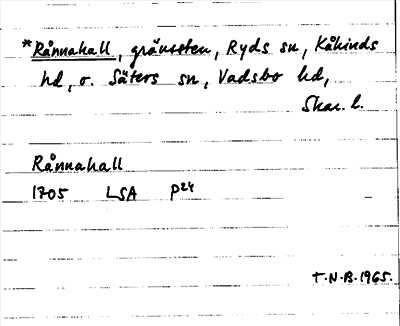 *Rånnahall, gränssten, Ryds sn, Kåkinds
hd, o. Säters sn, Vadsbo hd,
Skar. l.
Rånnahall
1705 LSA P24
T.N.B. 1965.